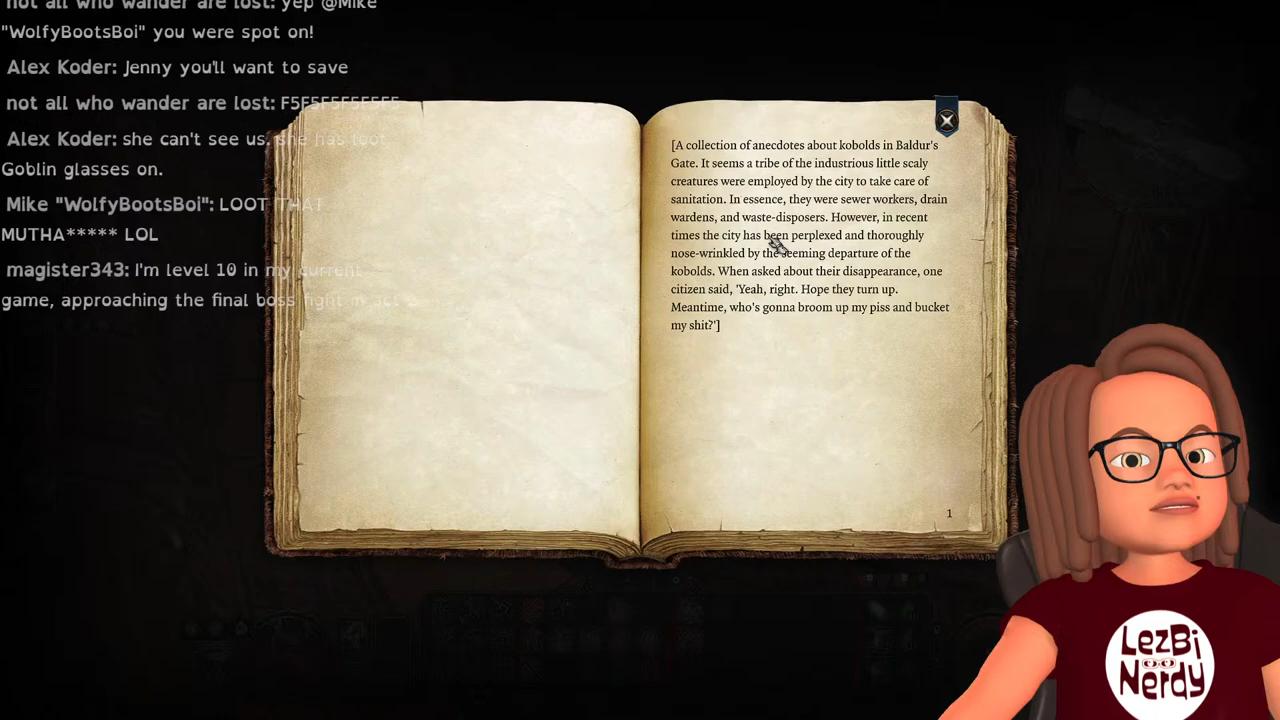 not all who wander are lost: yep @Mike
"WolfyBootsBoi" you were spot on!
Alex Koder: Jenny you'll want to save
not all who wander are lost: F5F5F5F5F5F5
Alex Koder: she can't see us. she has loot
Goblin glasses on.
Mike "WolfyBootsBoi": LOOT THAT
MUTHA***** LOL
magister343: I'm level 10 in my current
game, approaching the final boss fight in act 2
[A collection of anecdotes about kobolds in Baldur's
Gate. It seems a tribe of the industrious little scaly
creatures were employed by the city to take care of
sanitation. In essence, they were sewer workers, drain
wardens, and waste-disposers. However, in recent
times the city has been perplexed and thoroughly
nose-wrinkled by the seeming departure of the
kobolds. When asked about their disappearance, one
citizen said, 'Yeah, right. Hope they turn up.
Meantime, who's gonna broom up my piss and bucket
my shit?']
1
LezBi
Nerdy